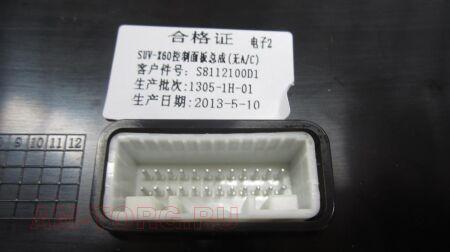 合格证 电子2
SUV-X60控制面板总成(无A/C)
客户件号: S8112100D1
生产批次: 1305-1H-01
生产日期: 2013-5-10
9 10 11 12